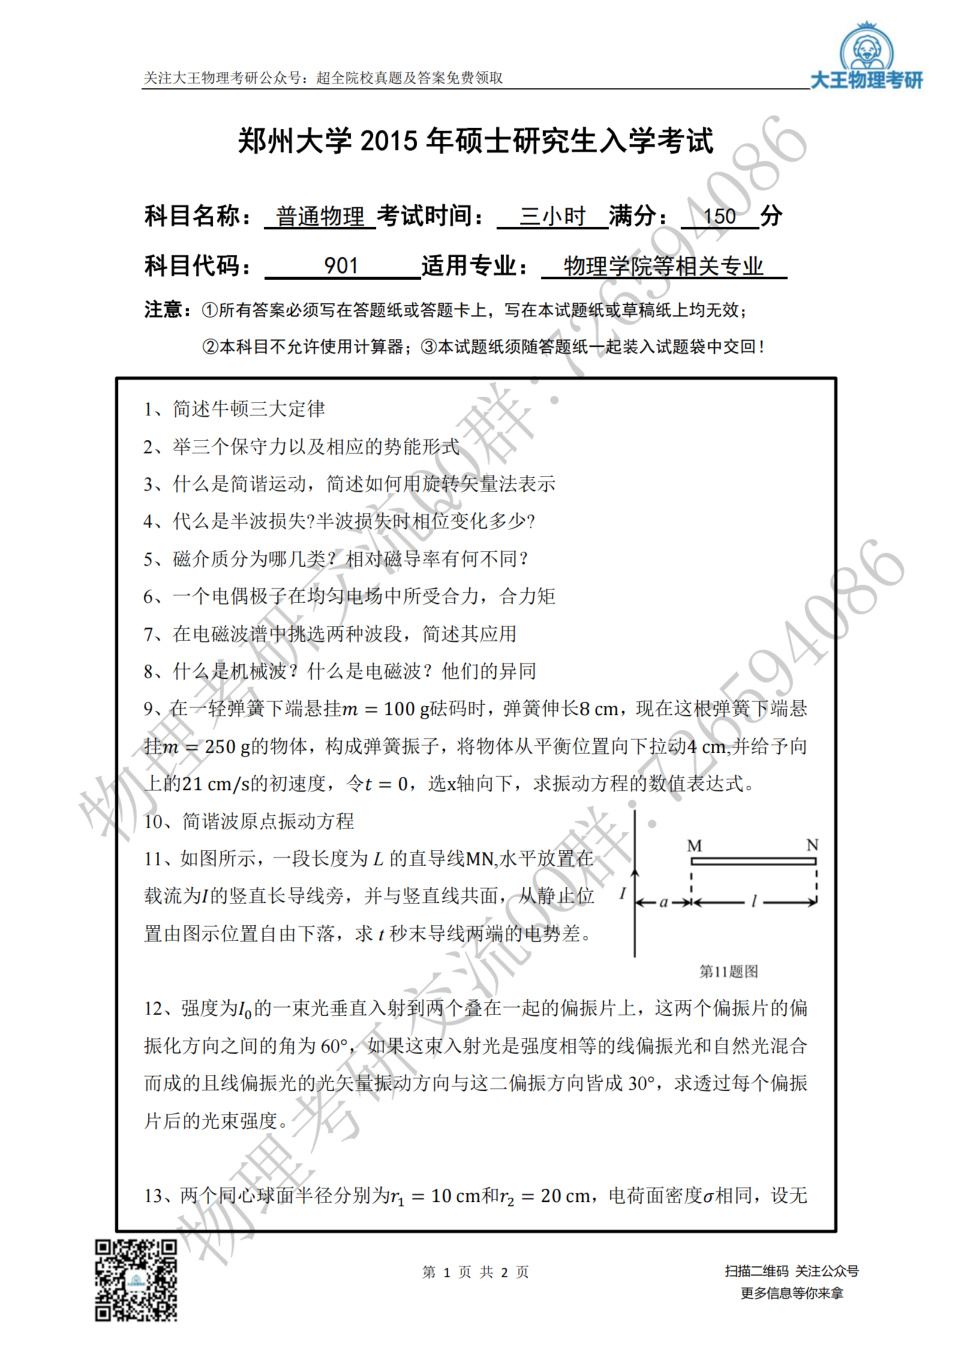 关注大王物理考研公众号：超全院校真题及答案免费领取
大王物理考研
郑州大学 2015 年硕士研究生入学考试
科目名称： 普通物理 考试时间： 三小时 满分： 150 分
科目代码： 901 适用专业： 物理学院等相关专业
注意：①所有答案必须写在答题纸或答题卡上，写在本试题纸或草稿纸上均无效；
②本科目不允许使用计算器；③本试题纸须随答题纸一起装入试题袋中交回！
1、简述牛顿三大定律
2、举三个保守力以及相应的势能形式
3、什么是简谐运动，简述如何用旋转矢量法表示
4、代么是半波损失?半波损失时相位变化多少?
5、磁介质分为哪几类？相对磁导率有何不同？
6、一个电偶极子在均匀电场中所受合力，合力矩
7、在电磁波谱中挑选两种波段，简述其应用
8、什么是机械波？什么是电磁波？他们的异同
9、在一轻弹簧下端悬挂m = 100 g砝码时，弹簧伸长8 cm，现在这根弹簧下端悬
挂m = 250 g的物体，构成弹簧振子，将物体从平衡位置向下拉动4 cm,并给予向
上的21 cm/s的初速度，令t = 0，选x轴向下，求振动方程的数值表达式。
10、简谐波原点振动方程
11、如图所示，一段长度为 L 的直导线MN,水平放置在
载流为I的竖直长导线旁，并与竖直线共面，从静止位
置由图示位置自由下落，求 t 秒末导线两端的电势差。
M N
I a l
第11题图
12、强度为I₀的一束光垂直入射到两个叠在一起的偏振片上，这两个偏振片的偏
振化方向之间的角为 60°，如果这束入射光是强度相等的线偏振光和自然光混合
而成的且线偏振光的光矢量振动方向与这二偏振方向皆成 30°，求透过每个偏振
片后的光束强度。
13、两个同心球面半径分别为r₁ = 10 cm和r₂ = 20 cm，电荷面密度σ相同，设无
物理考研交流QQ群：726594086
物理考研交流QQ群：726594086
大王物理考研
第 1 页 共 2 页
扫描二维码 关注公众号
更多信息等你来拿